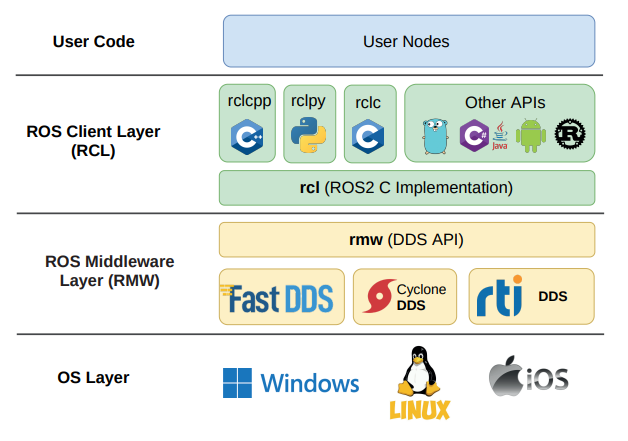 User Code
User Nodes
ROS Client Layer
(RCL)
rclcpp
rclpy
rclc
Other APIs
C++
C
C#
Java
R
rcl (ROS2 C Implementation)
ROS Middleware
Layer (RMW)
rmw (DDS API)
Fast DDS
Cyclone
DDS
rti
DDS
OS Layer
Windows
LINUX
iOS